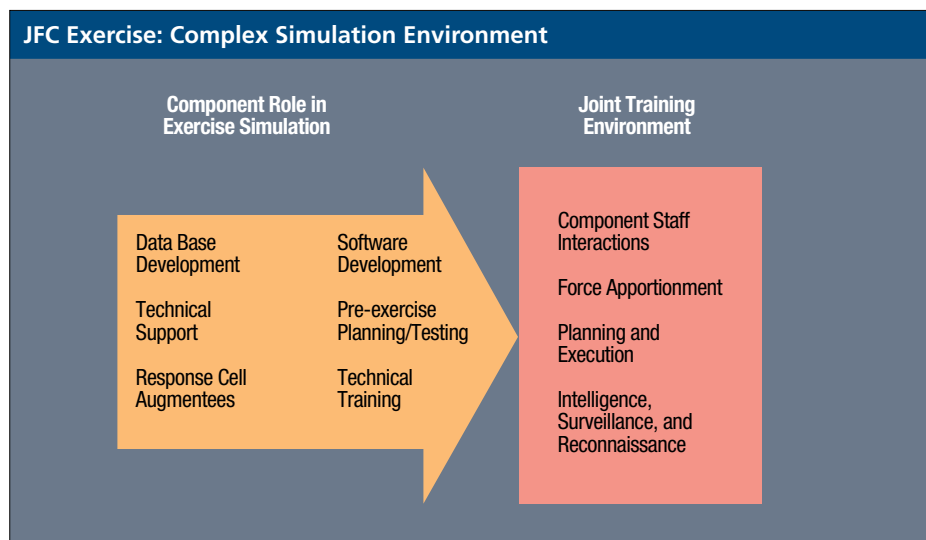 JFC Exercise: Complex Simulation Environment
Component Role in
Exercise Simulation
Data Base
Development
Technical
Support
Response Cell
Augmentees
Software
Development
Pre-exercise
Planning/Testing
Technical
Training
Joint Training
Environment
Component Staff
Interactions
Force Apportionment
Planning and
Execution
Intelligence,
Surveillance, and
Reconnaissance